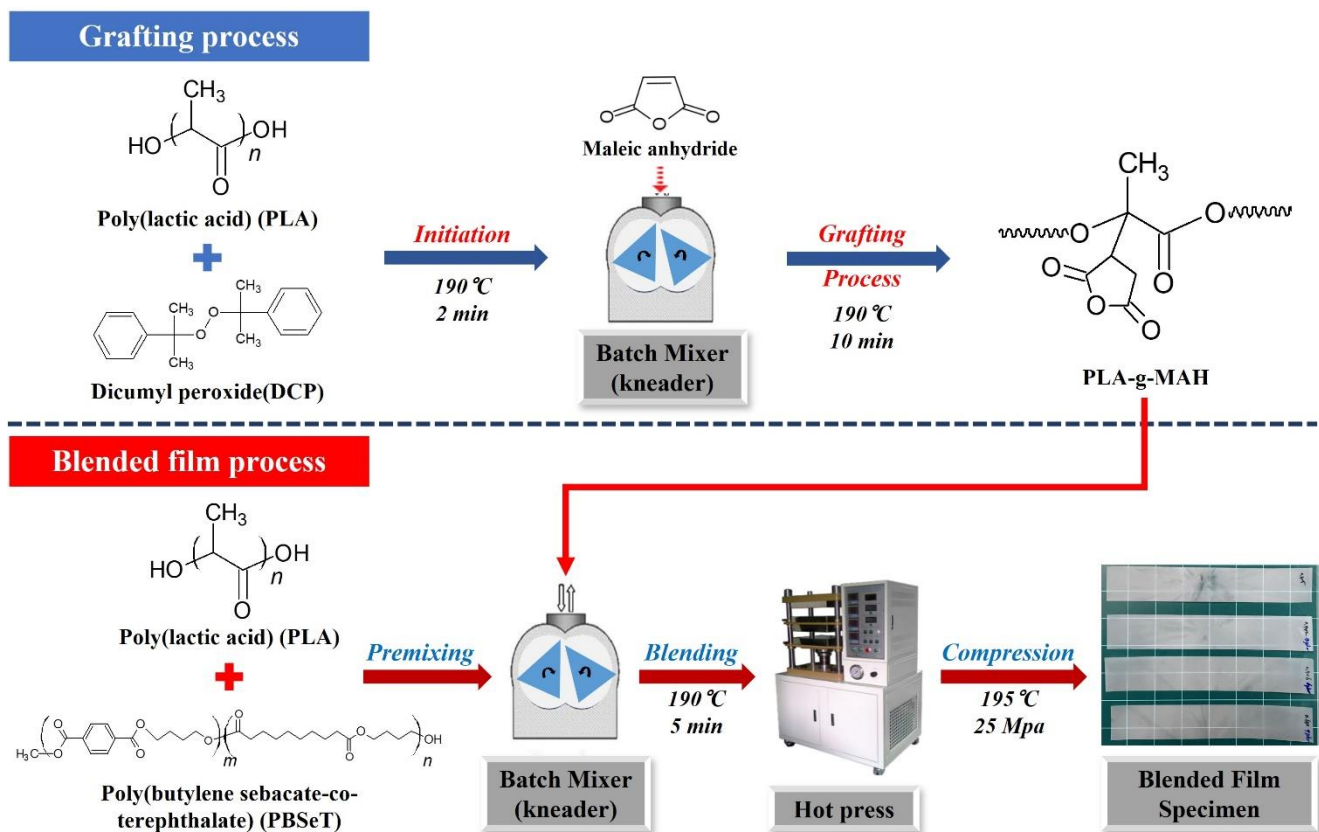 Grafting process
CH3
HO
OH
n
O
Poly(lactic acid) (PLA)
Dicumyl peroxide(DCP)
H3C
CH3
O
O
CH3
H3C
CH3
Initiation
190℃
2 min
O
O
O
Maleic anhydride
Batch Mixer
(kneader)
Grafting
Process
190℃
10 min
CH3
O
O
O
O
O
O
PLA-g-MAH
Blended film process
CH3
HO
OH
n
O
Poly(lactic acid) (PLA)
O
O
O
O
H3C
O
m
O
O
O
OH
n
Poly(butylene sebacate-co-
terephthalate) (PBSeT)
Premixing
Batch Mixer
(kneader)
Blending
190℃
5 min
Hot press
Compression
195℃
25 Mpa
Blended Film
Specimen